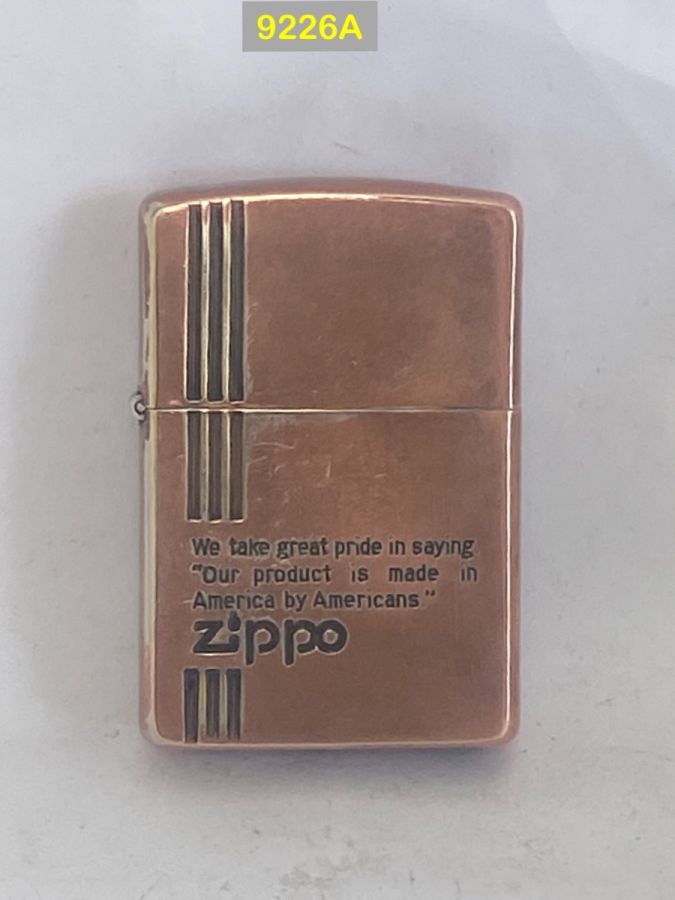 9226A
We take great pride in saying
"Our product is made in
America by Americans"
zippo